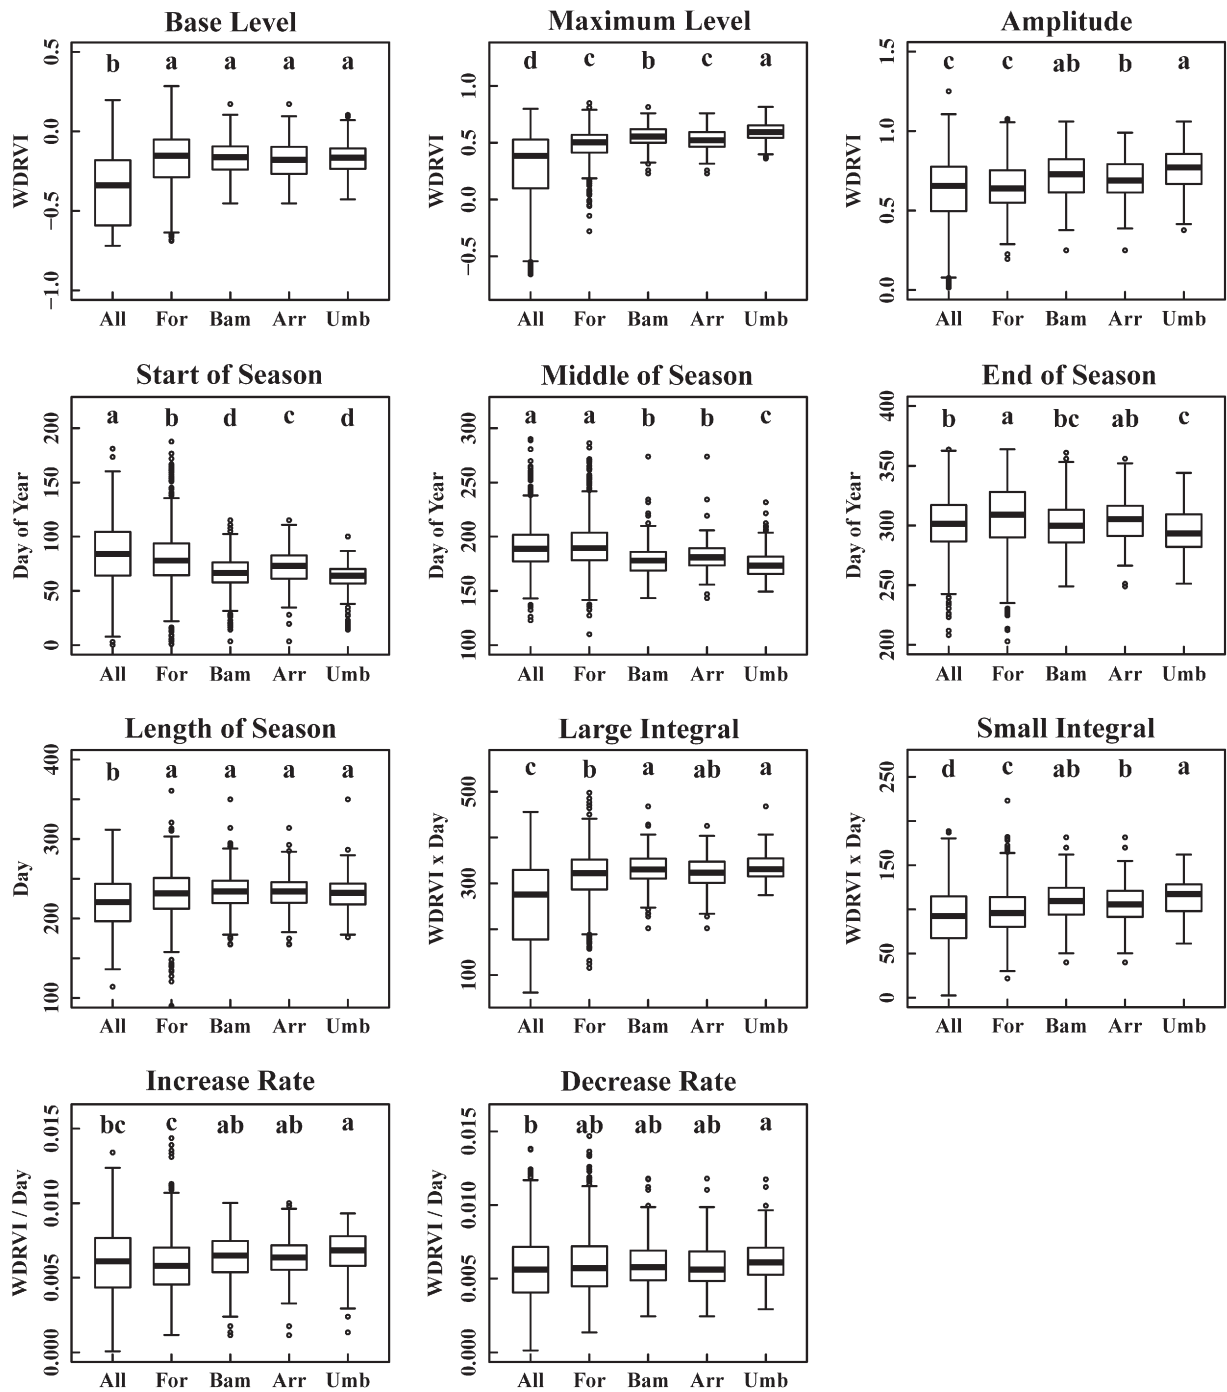 Base Level
Maximum Level
Amplitude
WDRVI
0.5
0.0
−0.5
−1.0
b a a a a
All For Bam Arr Umb
WDRVI
1.0
0.5
0.0
−0.5
d c b c a
All For Bam Arr Umb
WDRVI
1.5
1.0
0.5
0.0
c c ab b a
All For Bam Arr Umb
Start of Season
Middle of Season
End of Season
Day of Year
200
150
100
50
0
a b d c d
All For Bam Arr Umb
Day of Year
300
250
200
150
100
a a b b c
All For Bam Arr Umb
Day of Year
400
350
300
250
200
b a bc ab c
All For Bam Arr Umb
Length of Season
Large Integral
Small Integral
Day
400
300
200
100
b a a a a
All For Bam Arr Umb
WDRVI x Day
500
300
100
c b a ab a
All For Bam Arr Umb
WDRVI x Day
250
150
50
0
d c ab b a
All For Bam Arr Umb
Increase Rate
Decrease Rate
WDRVI / Day
0.015
0.010
0.005
0.000
bc c ab ab a
All For Bam Arr Umb
WDRVI / Day
0.015
0.010
0.005
0.000
b ab ab ab a
All For Bam Arr Umb